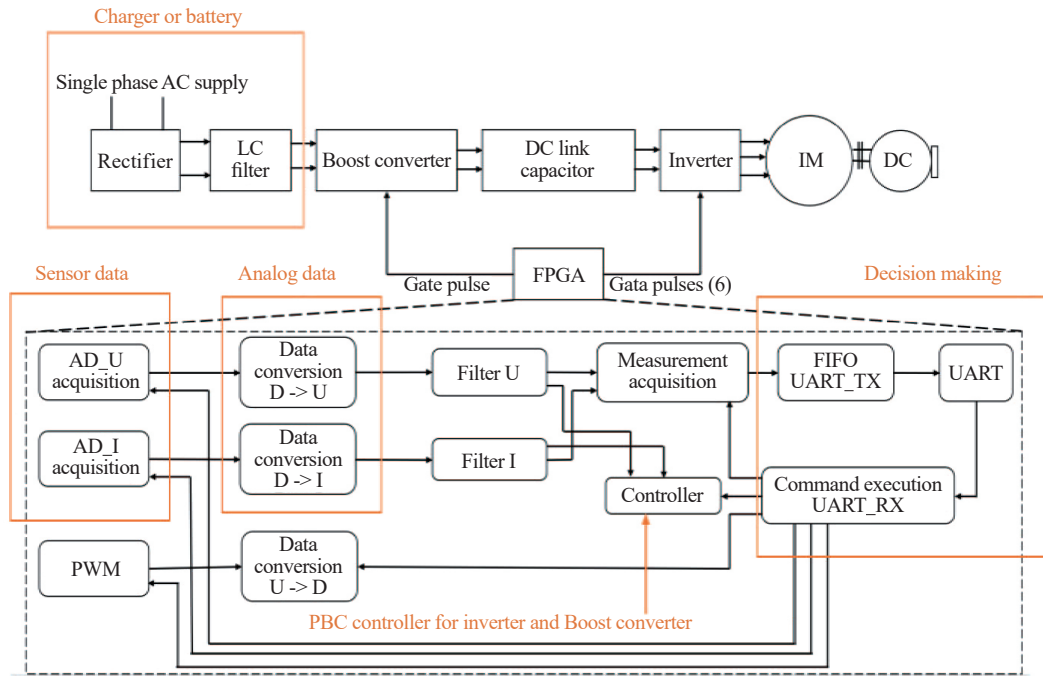 Charger or battery
Single phase AC supply
Rectifier
LC
filter
Boost converter
DC link
capacitor
Inverter
IM
DC
Gate pulse
FPGA
Gata pulses (6)
Sensor data
Analog data
Decision making
AD_U
acquisition
Data
conversion
D -> U
Filter U
Measurement
acquisition
FIFO
UART_TX
UART
AD_I
acquisition
Data
conversion
D -> I
Filter I
Controller
Command execution
UART_RX
PWM
Data
conversion
U -> D
PBC controller for inverter and Boost converter